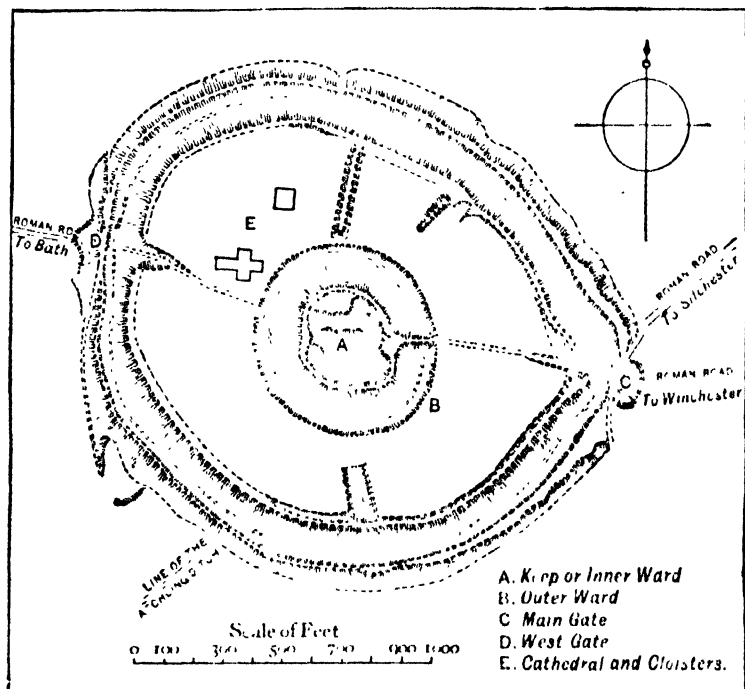 ROMAN RD
To Bath
D
E
A
B
C
ROMAN ROAD
To Silchester
ROMAN ROAD
To Winchester
LINE OF THE
A. Keep or Inner Ward
B. Outer Ward
C Main Gate
D. West Gate
E. Cathedral and Cloisters.
Scale of Feet
0 100 300 500 700 900 1000